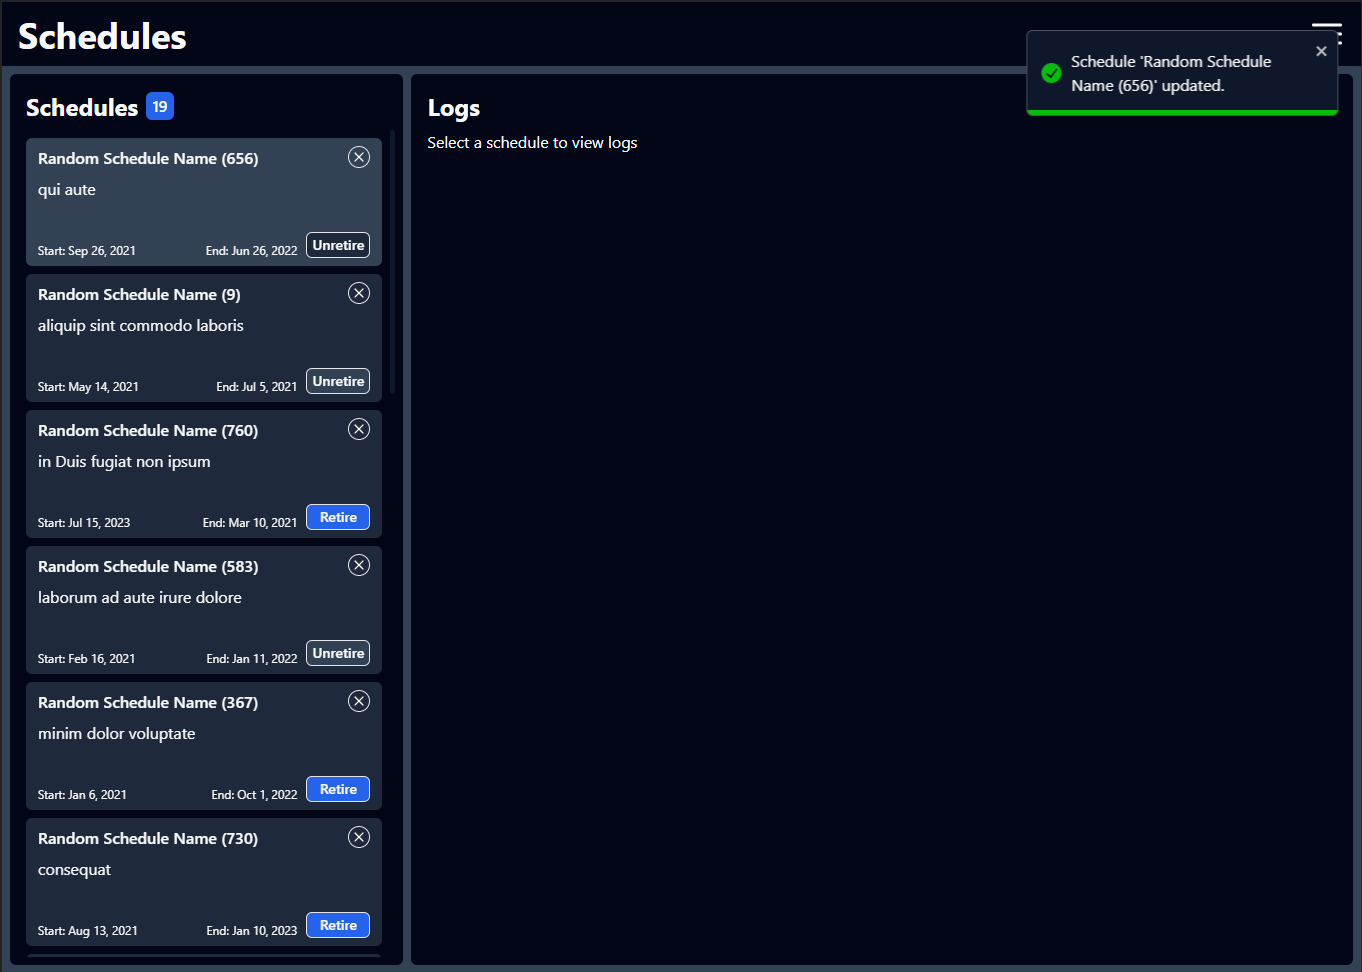 Schedules
Schedule 'Random Schedule
Name (656)' updated.
Schedules 19
Random Schedule Name (656)
qui aute
Start: Sep 26, 2021 End: Jun 26, 2022 Unretire
Random Schedule Name (9)
aliquip sint commodo laboris
Start: May 14, 2021 End: Jul 5, 2021 Unretire
Random Schedule Name (760)
in Duis fugiat non ipsum
Start: Jul 15, 2023 End: Mar 10, 2021 Retire
Random Schedule Name (583)
laborum ad aute irure dolore
Start: Feb 16, 2021 End: Jan 11, 2022 Unretire
Random Schedule Name (367)
minim dolor voluptate
Start: Jan 6, 2021 End: Oct 1, 2022 Retire
Random Schedule Name (730)
consequat
Start: Aug 13, 2021 End: Jan 10, 2023 Retire
Logs
Select a schedule to view logs